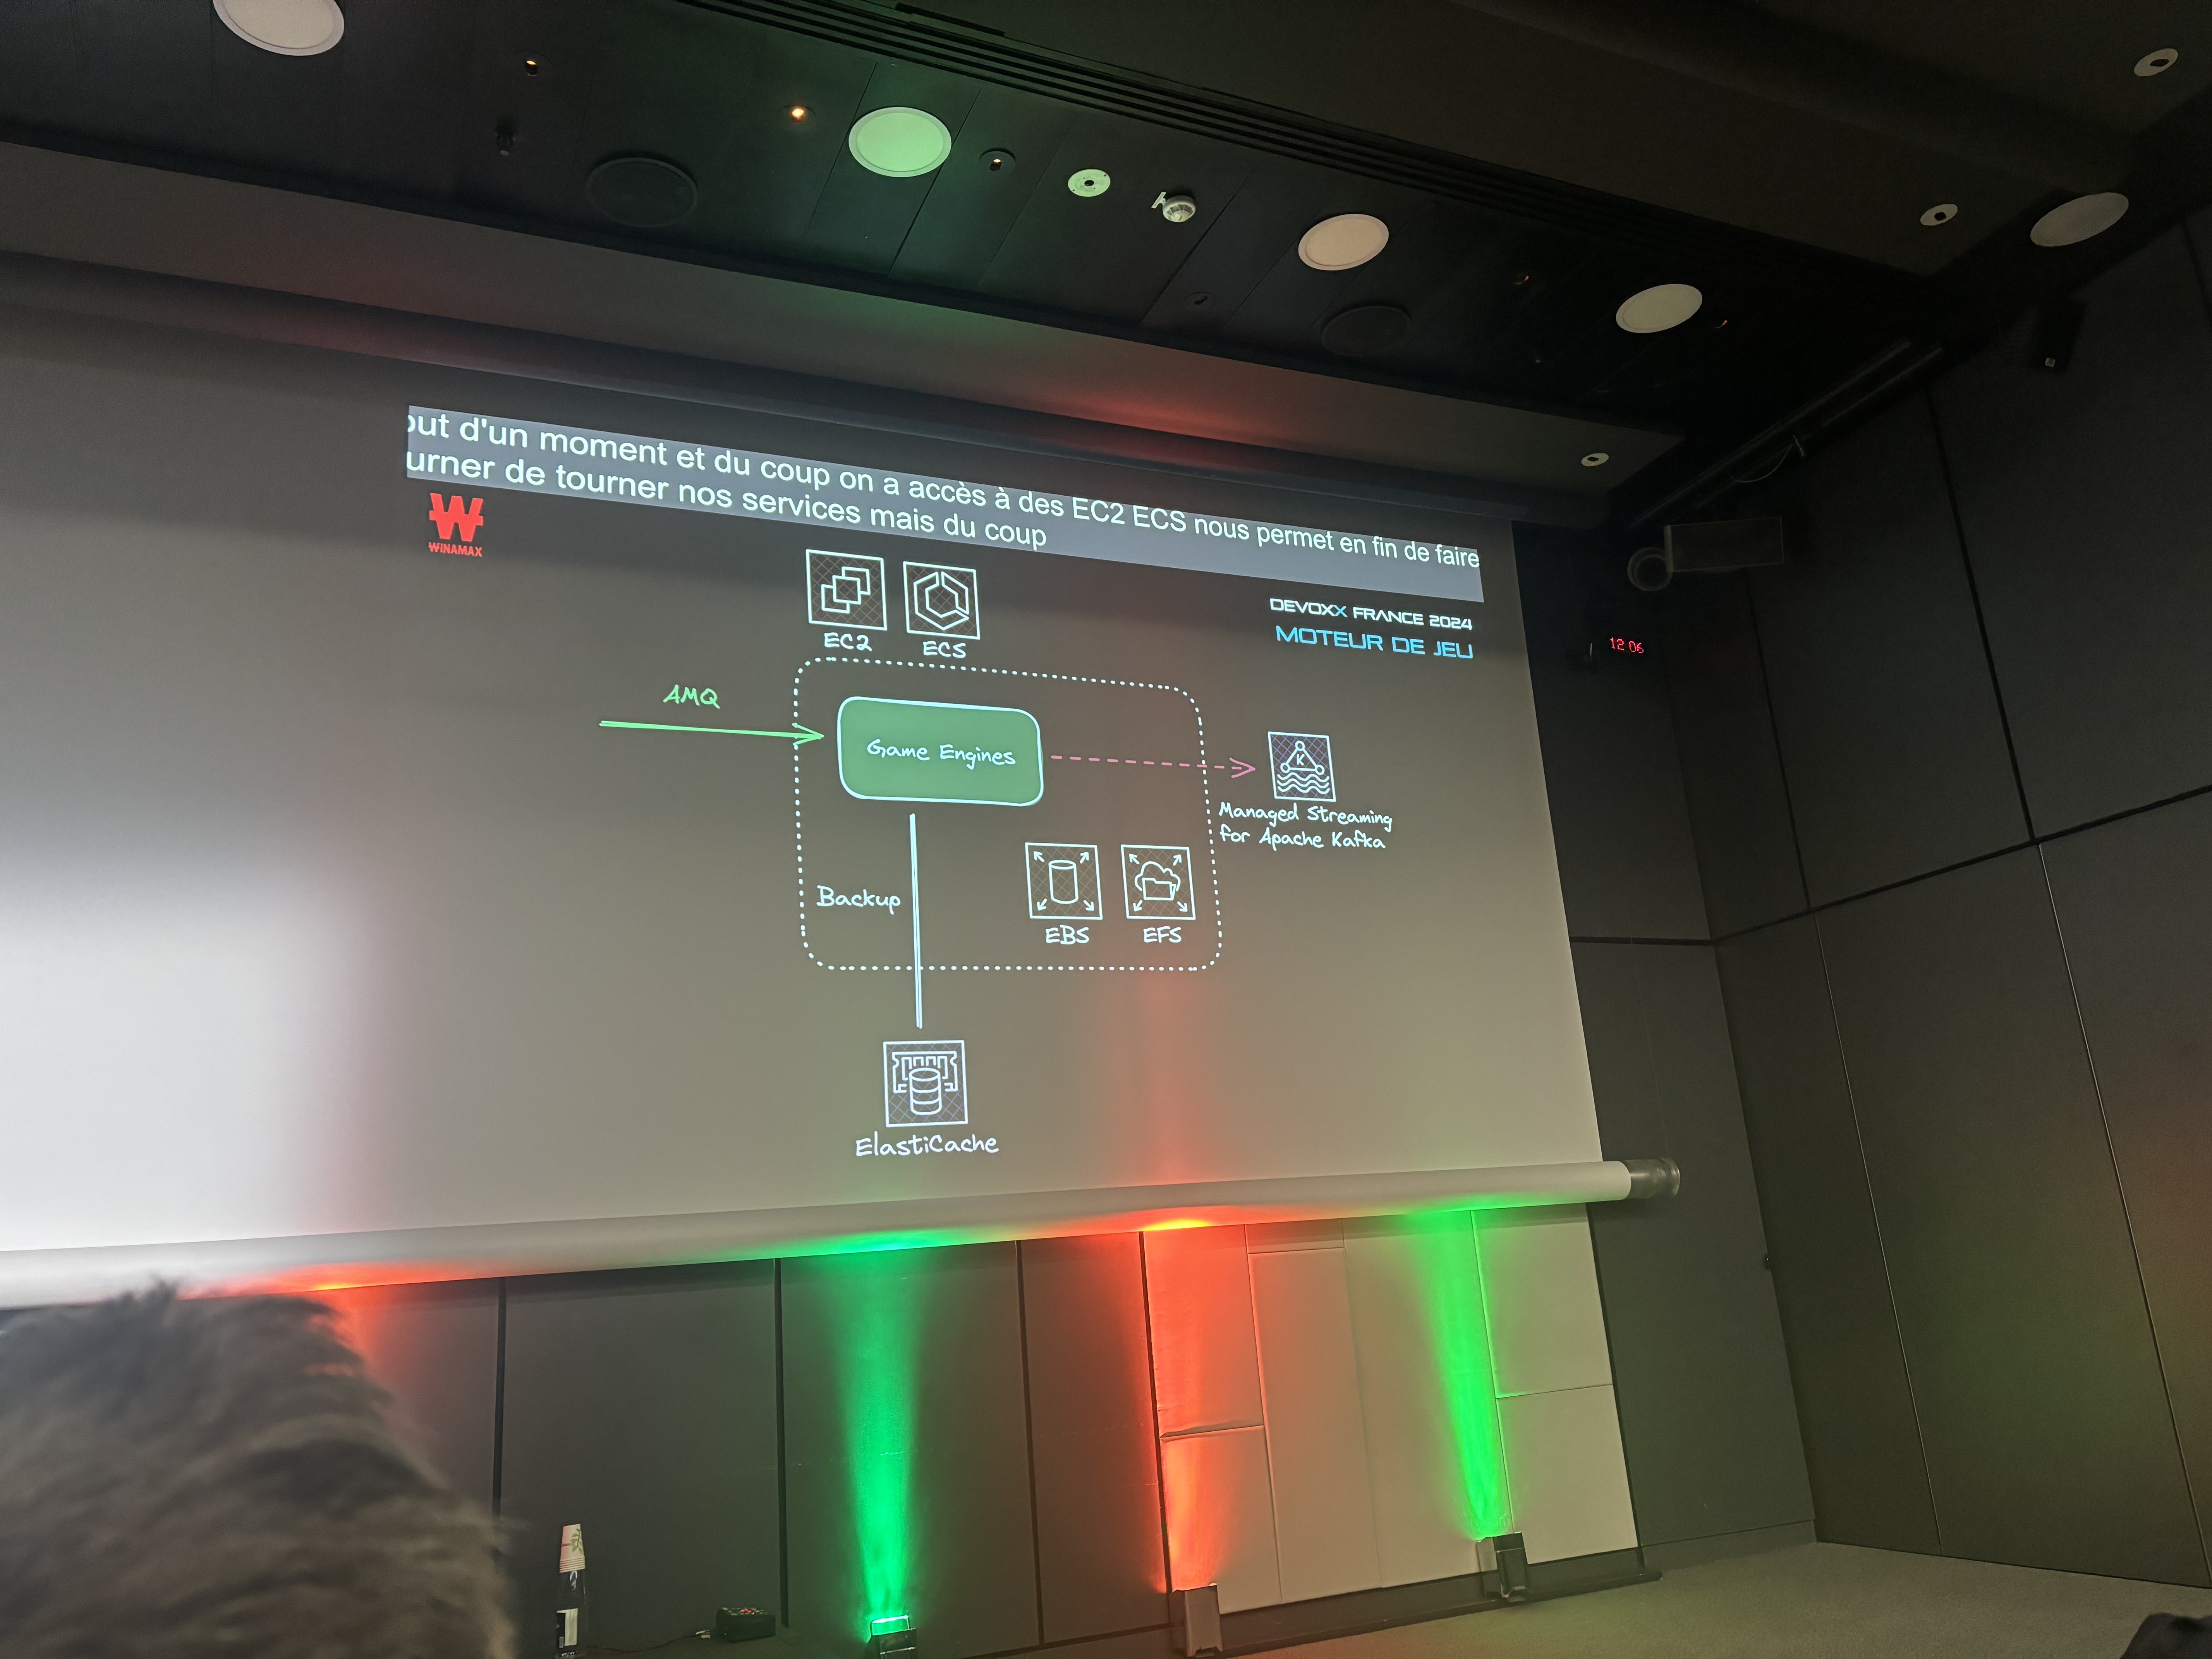 out d'un moment et du coup on a accès à des EC2 ECS nous permet en fin de faire
urner de tourner nos services mais du coup
WINAMAX
DEVOXX FRANCE 2024
MOTEUR DE JEU
EC2
ECS
AMQ
Game Engines
Managed Streaming
for Apache Kafka
Backup
EBS
EFS
ElastiCache
12 06